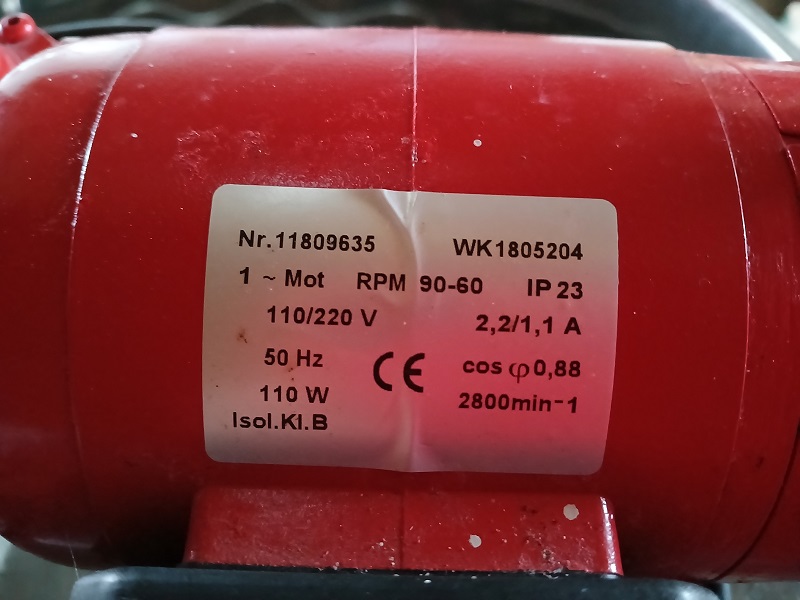 Nr.11809635 WK1805204
1 ~ Mot RPM 90-60 IP 23
110/220 V 2,2/1,1 A
50 Hz CE cos φ 0,88
110 W 2800min-1
Isol.Kl.B